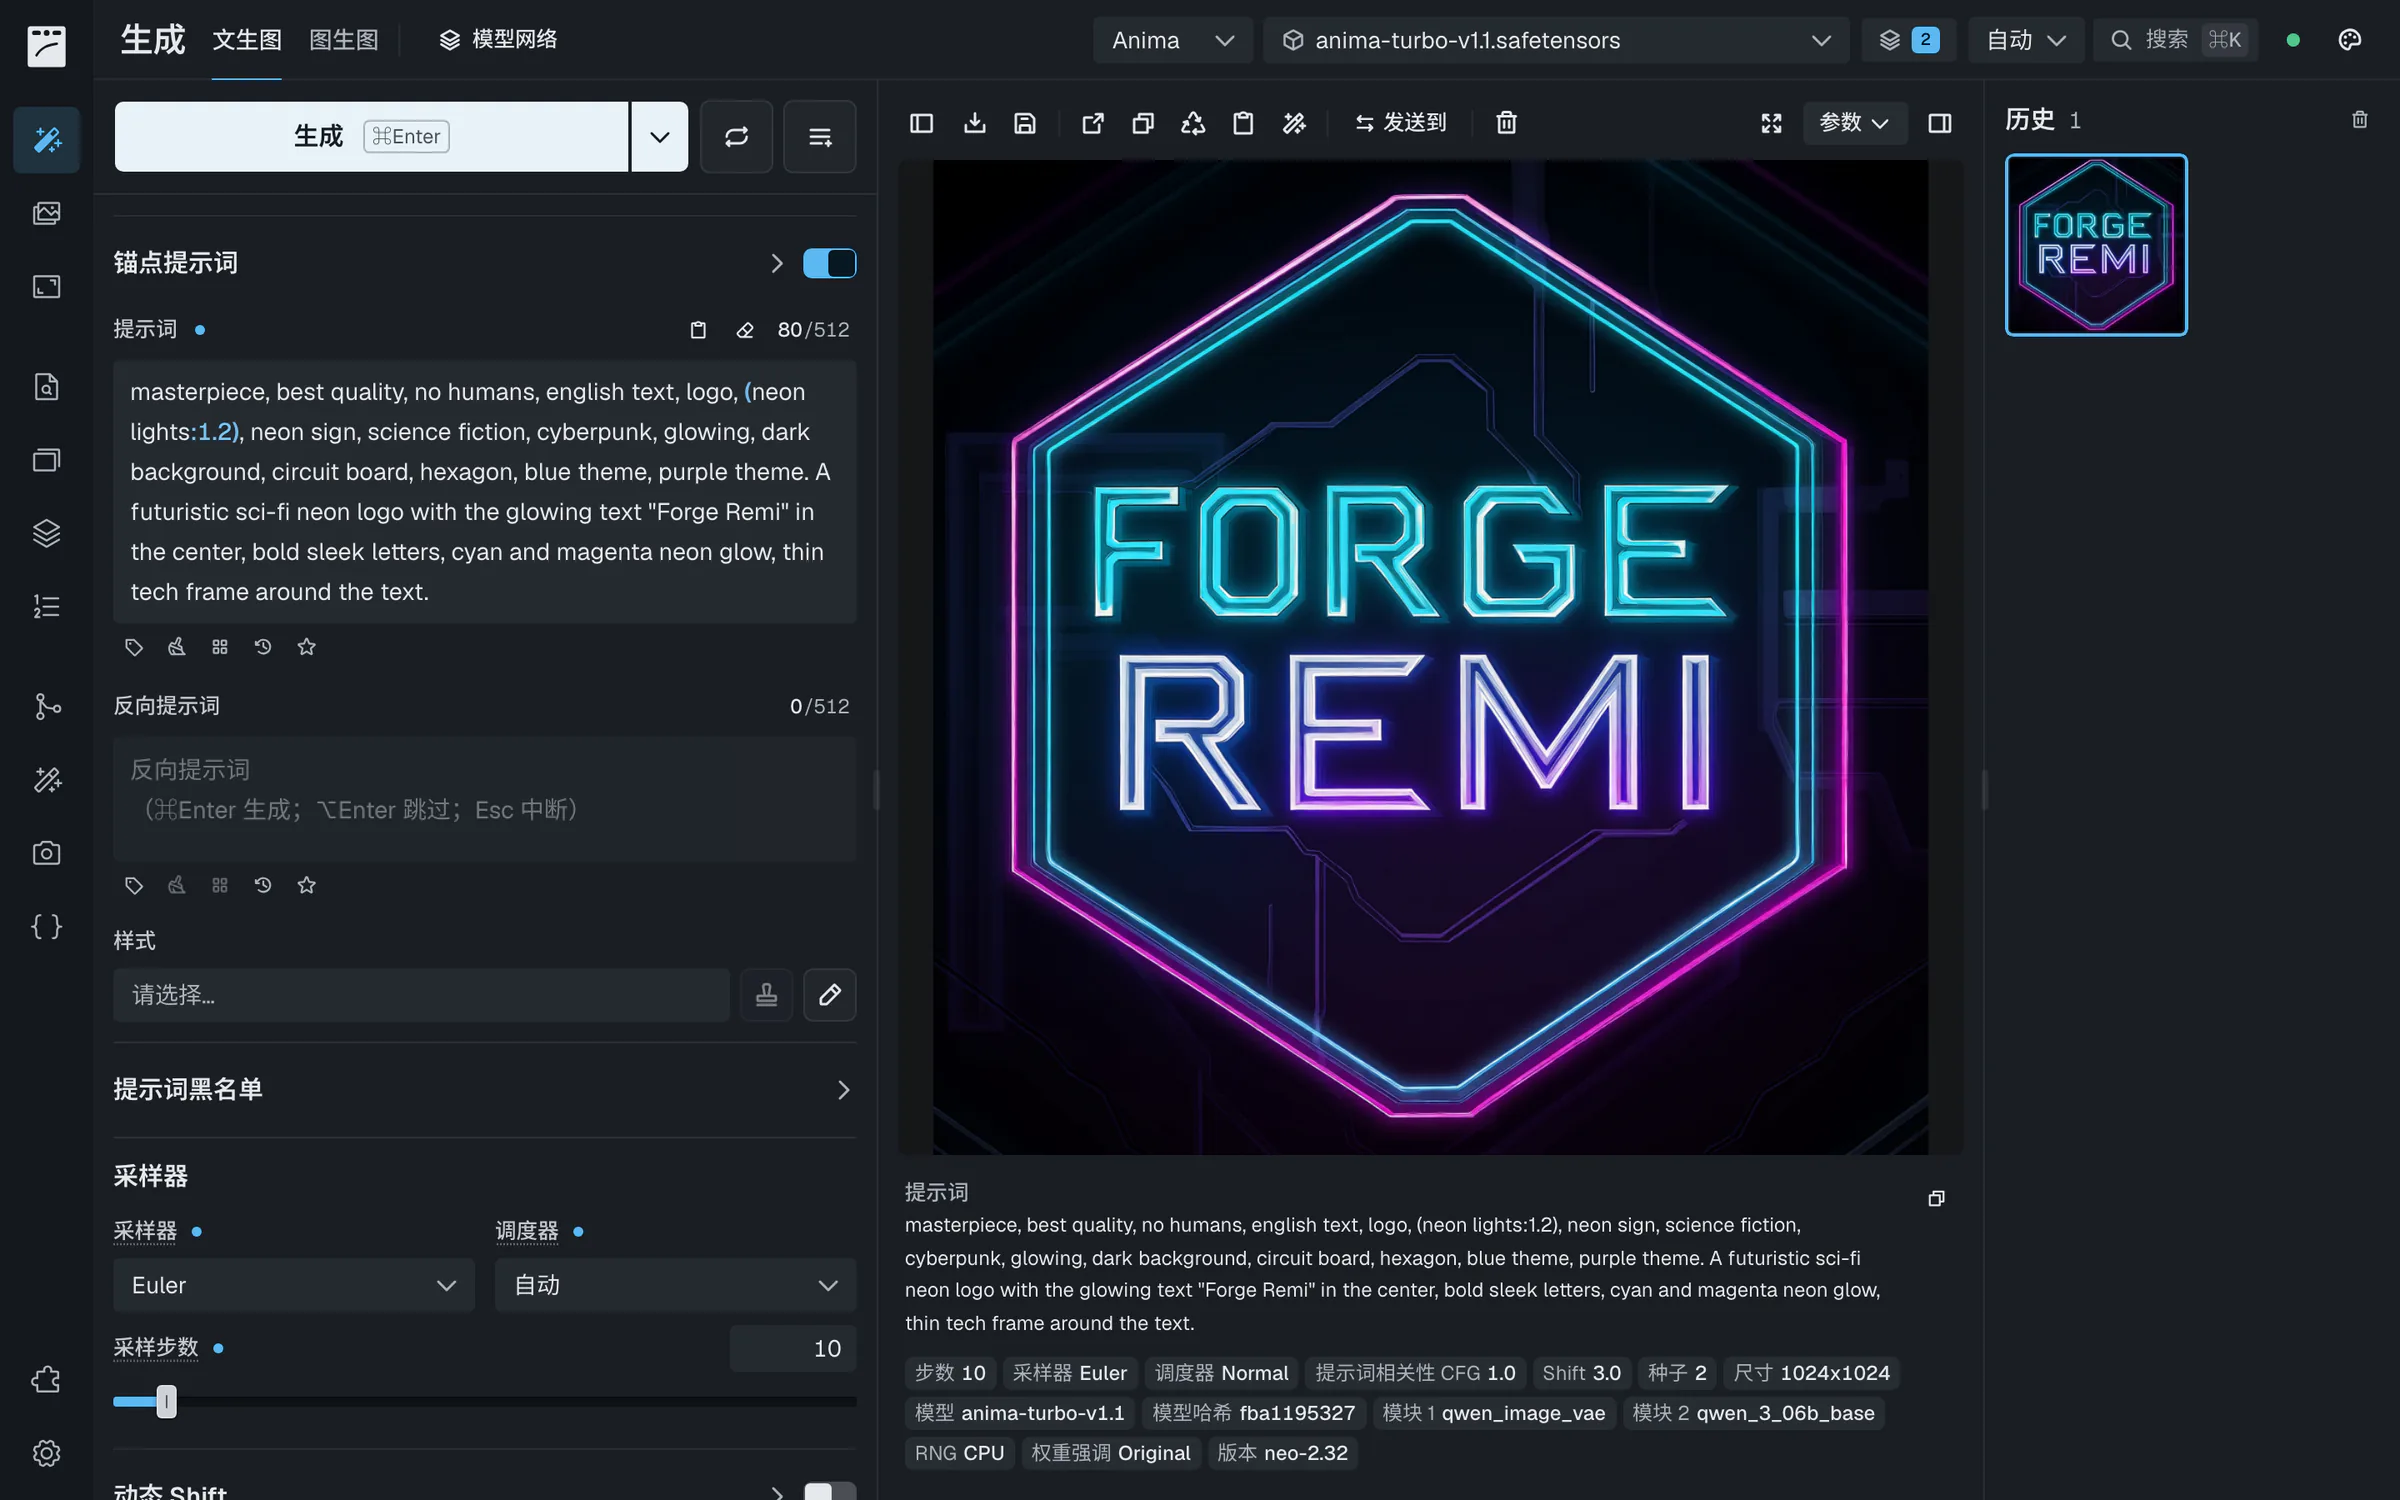 生成
文生图
图生图
模型网络
Anima
anima-turbo-v1.1.safetensors
2
自动
搜索 ⌘K
生成 ⌘Enter
锚点提示词
提示词
80/512
masterpiece, best quality, no humans, english text, logo, (neon
lights:1.2), neon sign, science fiction, cyberpunk, glowing, dark
background, circuit board, hexagon, blue theme, purple theme. A
futuristic sci-fi neon logo with the glowing text "Forge Remi" in
the center, bold sleek letters, cyan and magenta neon glow, thin
tech frame around the text.
反向提示词
0/512
反向提示词
（⌘Enter 生成；⌥Enter 跳过；Esc 中断）
样式
请选择...
提示词黑名单
采样器
采样器
调度器
Euler
自动
采样步数
10
动态 Shift
发送到
参数
FORGE
REMI
提示词
masterpiece, best quality, no humans, english text, logo, (neon lights:1.2), neon sign, science fiction,
cyberpunk, glowing, dark background, circuit board, hexagon, blue theme, purple theme. A futuristic sci-fi
neon logo with the glowing text "Forge Remi" in the center, bold sleek letters, cyan and magenta neon glow,
thin tech frame around the text.
步数 10 采样器 Euler 调度器 Normal 提示词相关性 CFG 1.0 Shift 3.0 种子 2 尺寸 1024x1024
模型 anima-turbo-v1.1 模型哈希 fba1195327 模块 1 qwen_image_vae 模块 2 qwen_3_06b_base
RNG CPU 权重强调 Original 版本 neo-2.32
历史 1
FORGE
REMI